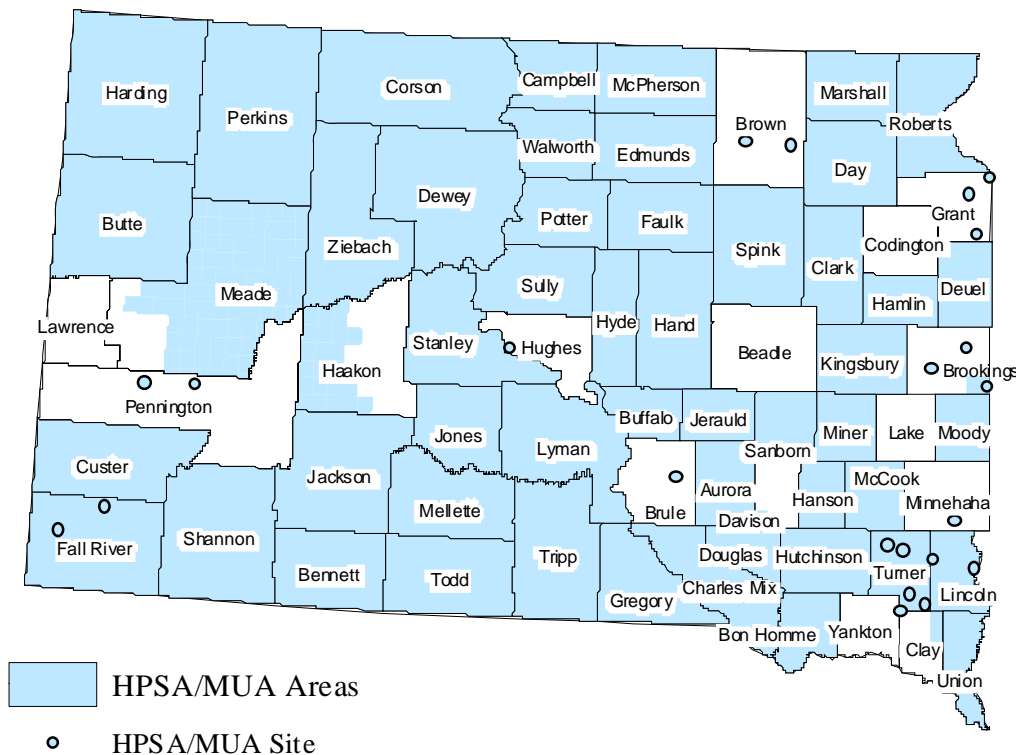 Harding
Perkins
Corson
Campbell
McPherson
Brown
Marshall
Roberts
Walworth
Edmunds
Day
Butte
Dewey
Potter
Faulk
Grant
Ziebach
Spink
Codington
Clark
Meade
Sully
Hamlin
Deuel
Lawrence
Stanley
Hughes
Hyde
Hand
Beadle
Haakon
Kingsbury
Brookings
Pennington
Buffalo
Jerauld
Jones
Lyman
Sanborn
Miner
Lake
Moody
Custer
Jackson
McCook
Aurora
Hanson
Minnehaha
Mellette
Brule
Davison
Fall River
Shannon
Tripp
Douglas
Hutchinson
Turner
Bennett
Todd
Charles Mix
Lincoln
Gregory
Bon Homme
Yankton
Clay
Union
HPSA/MUA Areas
HPSA/MUA Site